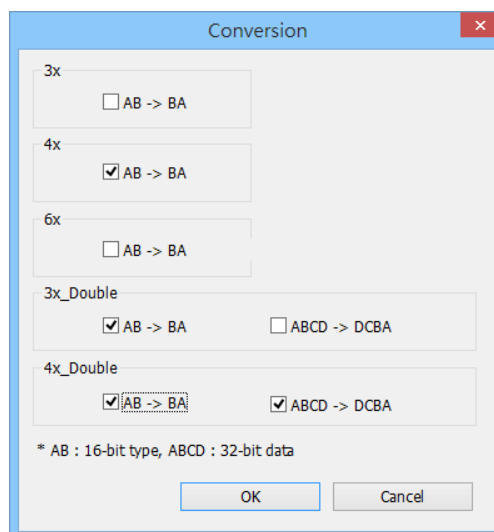 Conversion
3x
AB -> BA
4x
AB -> BA
6x
AB -> BA
3x_Double
AB -> BA ABCD -> DCBA
4x_Double
AB -> BA ABCD -> DCBA
* AB : 16-bit type, ABCD : 32-bit data
OK Cancel